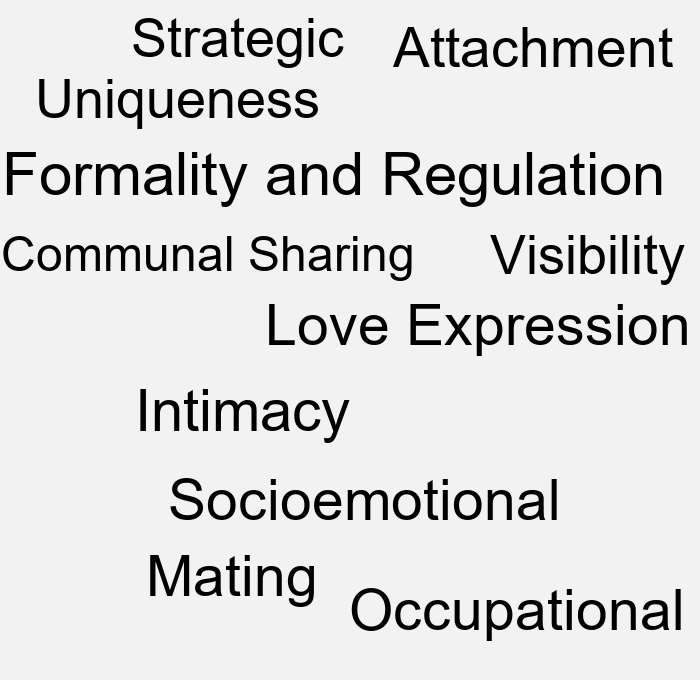 Strategic
Attachment
Uniqueness
Formality and Regulation
Communal Sharing
Visibility
Love Expression
Intimacy
Socioemotional
Mating
Occupational